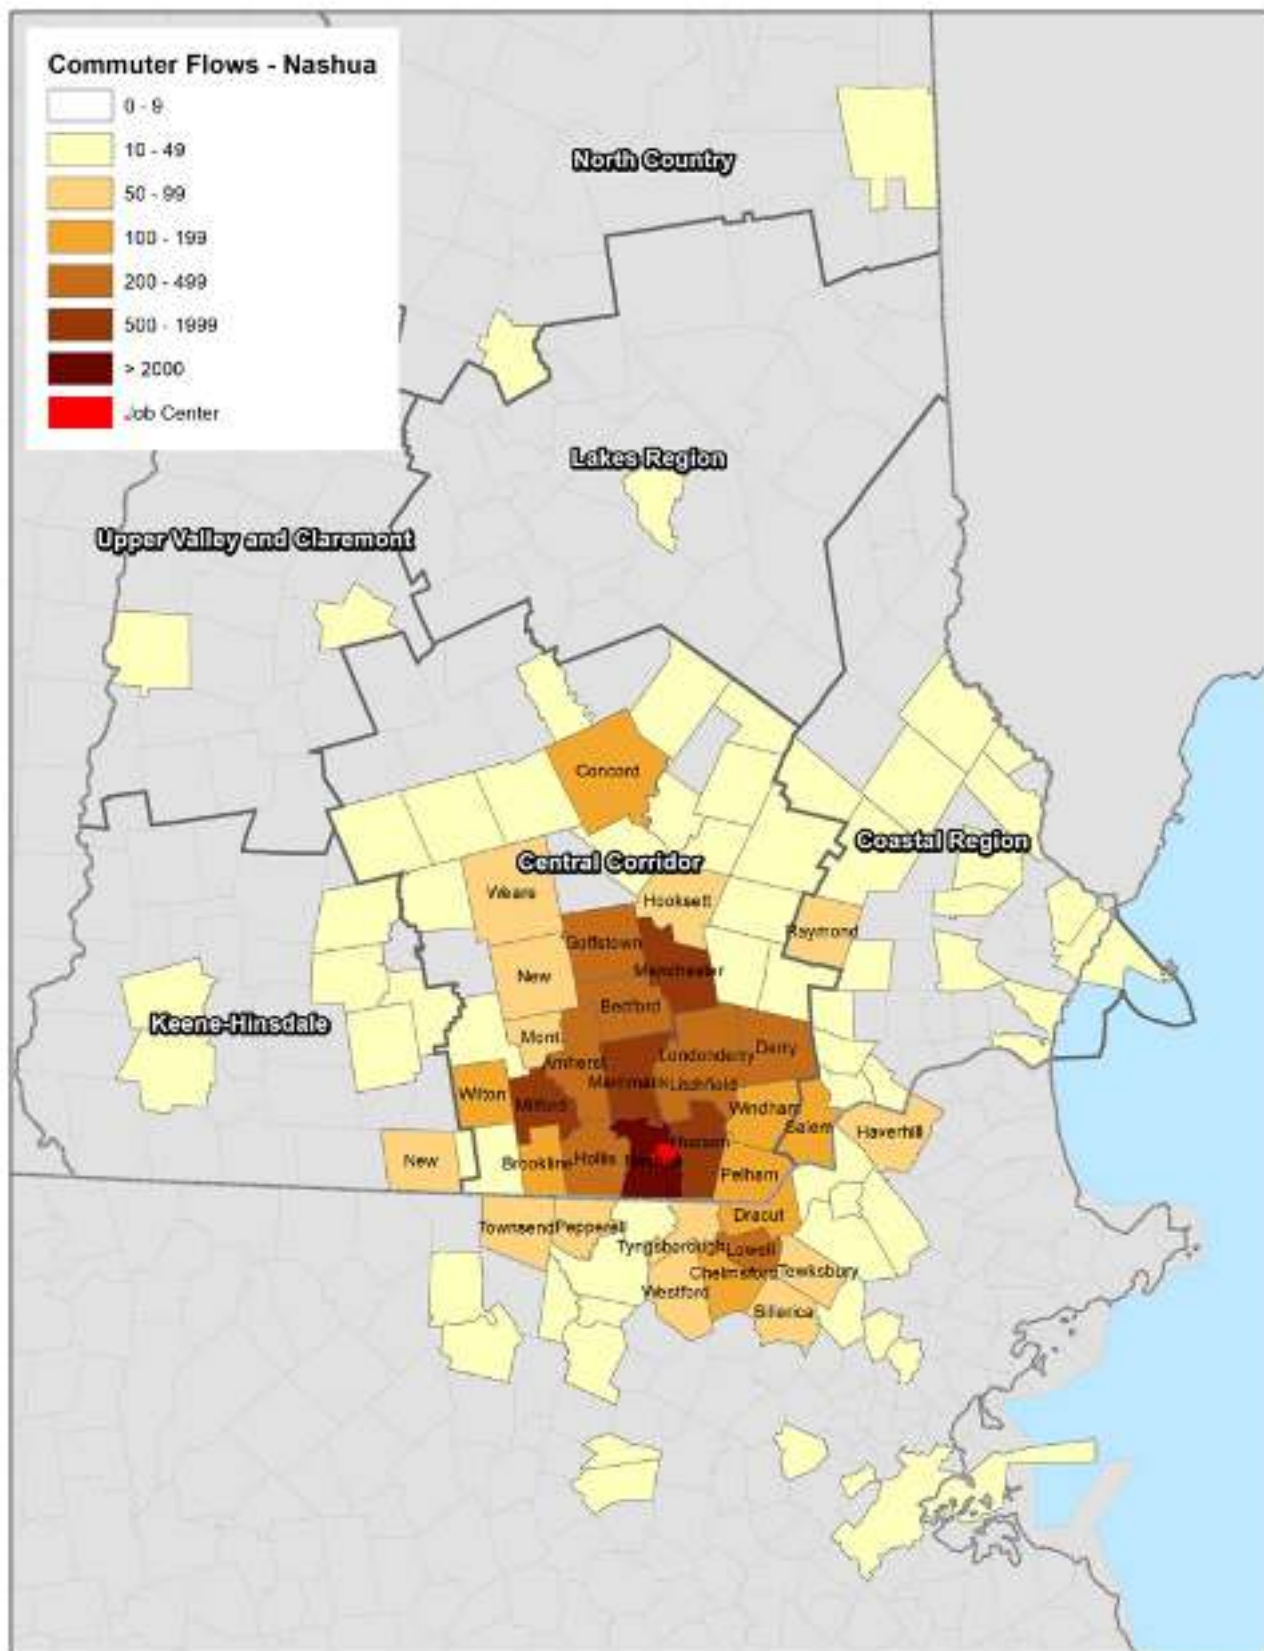 Commuter Flows - Nashua
0 - 9
10 - 49
50 - 99
100 - 199
200 - 499
500 - 1999
> 2000
Job Center
North Country
Lakes Region
Upper Valley and Claremont
Concord
Coastal Region
Central Corridor
Weare
Hooksett
Raymond
Goffstown
Manchester
New
Bedford
Keene-Hinsdale
Mont
Londonderry
Derry
Amherst
Merrimack
Litchfield
Wilton
Milford
Windham
Salem
Haverhill
Hudson
New
Brookline
Hollis
Pelham
Townsend
Pepperell
Dracut
Tyngsborough
Lowell
Chelmsford
Tewksbury
Westford
Billerica